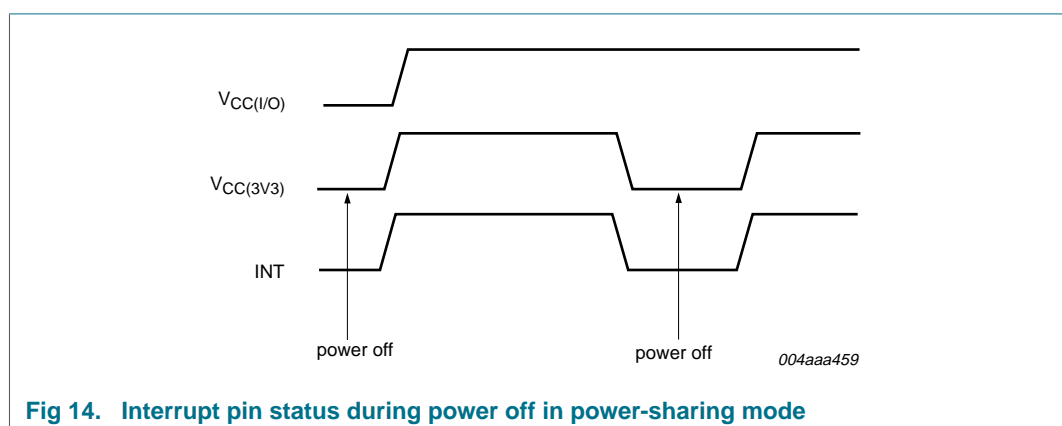 VCC(I/O)
VCC(3V3)
INT
power off
power off
004aaa459
Fig 14. Interrupt pin status during power off in power-sharing mode